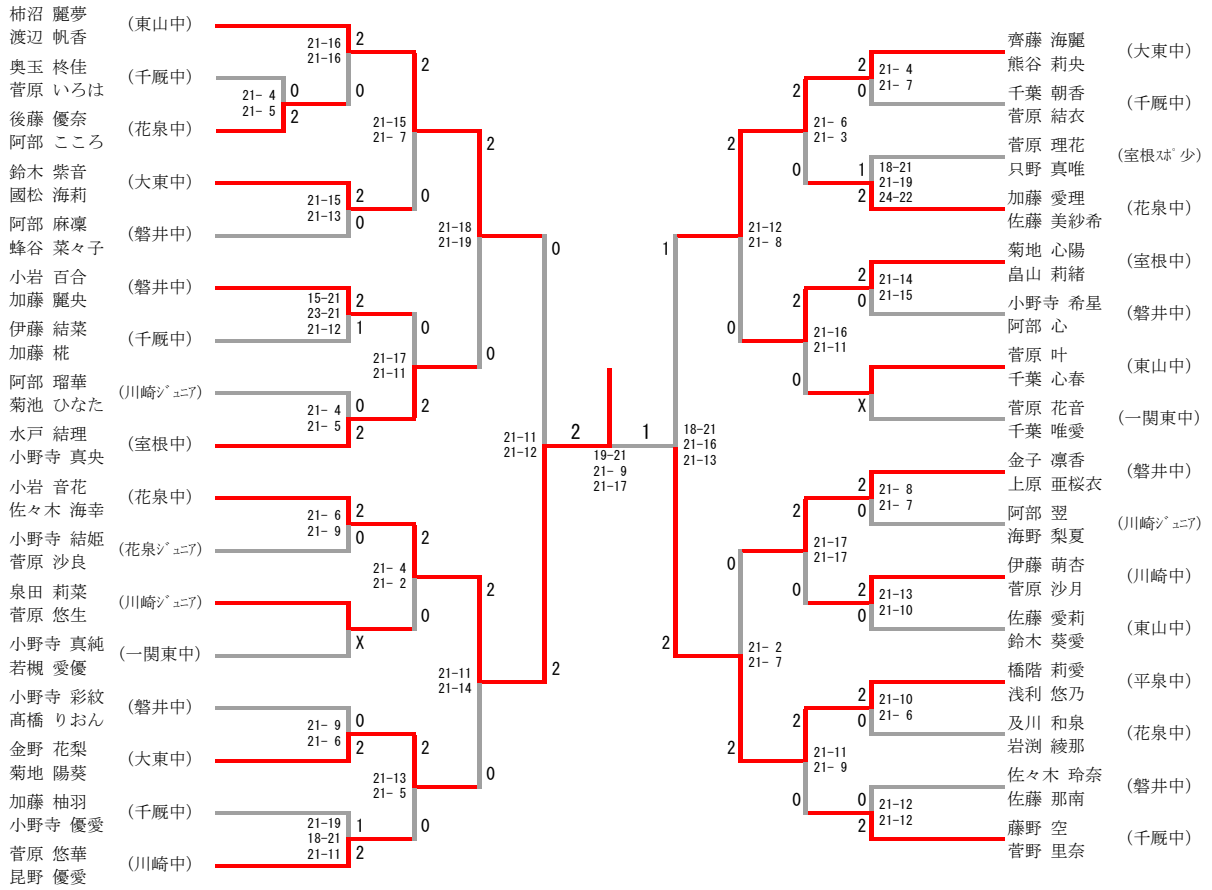 柿沼 麗夢
渡辺 帆香
(東山中)
奥玉 柊佳
菅原 いろは
(千厩中)
後藤 優奈
阿部 こころ
(花泉中)
鈴木 紫音
國松 海莉
(大東中)
阿部 麻凜
蜂谷 菜々子
(磐井中)
小岩 百合
加藤 麗央
(磐井中)
伊藤 結菜
加藤 椛
(千厩中)
阿部 瑠華
菊池 ひなた
(川崎ｼﾞｭﾆｱ)
水戸 結理
小野寺 真央
(室根中)
小岩 音花
佐々木 海幸
(花泉中)
小野寺 結姫
菅原 沙良
(花泉ｼﾞｭﾆｱ)
泉田 莉菜
菅原 悠生
(川崎ｼﾞｭﾆｱ)
小野寺 真純
若槻 愛優
(一関東中)
小野寺 彩紋
髙橋 りおん
(磐井中)
金野 花梨
菊地 陽葵
(大東中)
加藤 柚羽
小野寺 優愛
(千厩中)
菅原 悠華
昆野 優愛
(川崎中)
21-16
21-16
2
0
21- 4
21- 5
0
2
21-15
21- 7
2
0
21-15
21-13
2
0
21-18
21-19
2
0
15-21
23-21
21-12
2
1
21-17
21-11
0
2
21- 4
21- 5
0
2
21-11
21-12
0
2
21- 6
21- 9
2
0
21- 4
21- 2
2
0
X
21-11
21-14
2
0
21- 9
21- 6
0
2
21-13
21- 5
2
0
21-19
18-21
21-11
1
2
2
1
19-21
21- 9
21-17
18-21
21-16
21-13
1
2
21-12
21- 8
2
0
21- 6
21- 3
2
0
2
0
21- 4
21- 7
1
2
18-21
21-19
24-22
2
0
21-16
21-11
2
0
21-14
21-15
X
21- 2
21- 7
0
2
2
0
21-17
21-17
2
0
21- 8
21- 7
2
0
21-13
21-10
2
0
21-11
21- 9
2
0
21-10
21- 6
0
2
21-12
21-12
齊藤 海麗
熊谷 莉央
(大東中)
千葉 朝香
菅原 結衣
(千厩中)
菅原 理花
只野 真唯
(室根ｽﾎﾟ少)
加藤 愛理
佐藤 美紗希
(花泉中)
菊地 心陽
畠山 莉緒
(室根中)
小野寺 希星
阿部 心
(磐井中)
菅原 叶
千葉 心春
(東山中)
菅原 花音
千葉 唯愛
(一関東中)
金子 凛香
上原 亜桜衣
(磐井中)
阿部 翌
海野 梨夏
(川崎ｼﾞｭﾆｱ)
伊藤 萌杏
菅原 沙月
(川崎中)
佐藤 愛莉
鈴木 葵愛
(東山中)
橋階 莉愛
浅利 悠乃
(平泉中)
及川 和泉
岩渕 綾那
(花泉中)
佐々木 玲奈
佐藤 那南
(磐井中)
藤野 空
菅野 里奈
(千厩中)